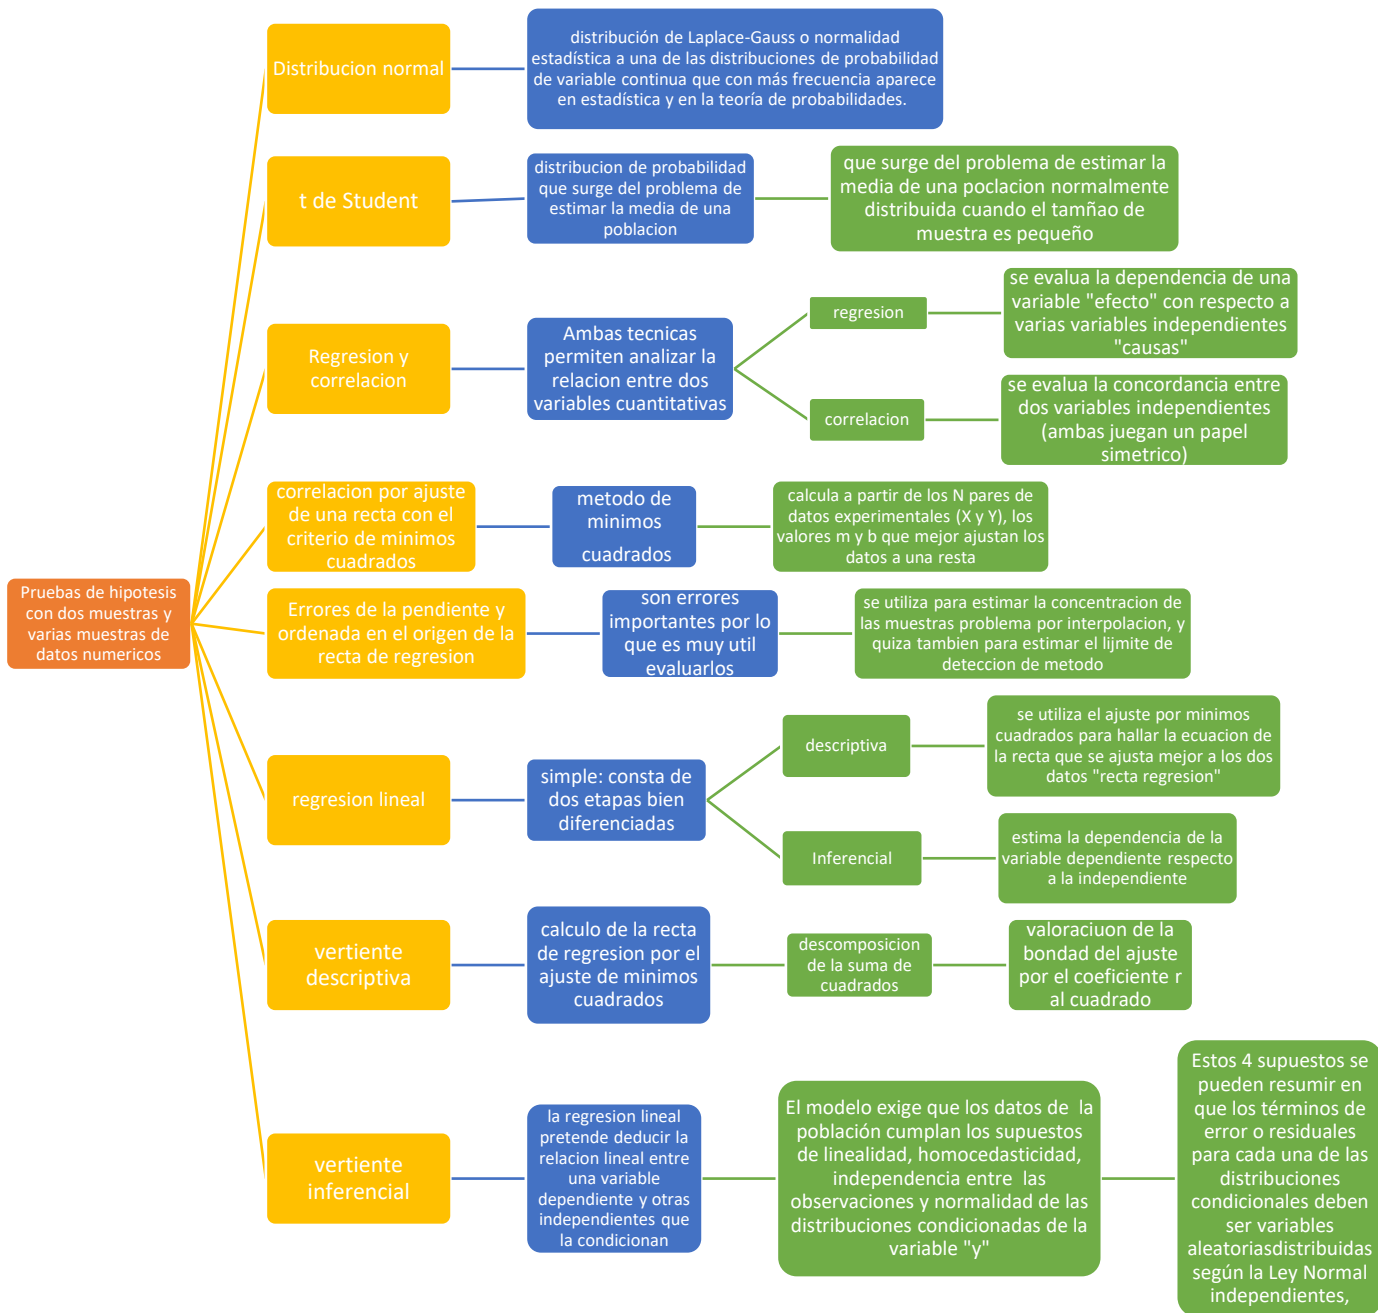 Pruebas de hipotesis
con dos muestras y
varias muestras de
datos numericos
Distribucion normal
distribución de Laplace-Gauss o normalidad
estadística a una de las distribuciones de probabilidad
de variable continua que con más frecuencia aparece
en estadística y en la teoría de probabilidades.
t de Student
distribucion de probabilidad
que surge del problema de
estimar la media de una
poblacion
que surge del problema de estimar la
media de una poclacion normalmente
distribuida cuando el tamñao de
muestra es pequeño
Regresion y
correlacion
Ambas tecnicas
permiten analizar la
relacion entre dos
variables cuantitativas
regresion
se evalua la dependencia de una
variable "efecto" con respecto a
varias variables independientes
"causas"
correlacion
se evalua la concordancia entre
dos variables independientes
(ambas juegan un papel
simetrico)
correlacion por ajuste
de una recta con el
criterio de minimos
cuadrados
metodo de
minimos
cuadrados
calcula a partir de los N pares de
datos experimentales (X y Y), los
valores m y b que mejor ajustan los
datos a una resta
Errores de la pendiente y
ordenada en el origen de la
recta de regresion
son errores
importantes por lo
que es muy util
evaluarlos
se utiliza para estimar la concentracion de
las muestras problema por interpolacion, y
quiza tambien para estimar el lijmite de
deteccion de metodo
regresion lineal
simple: consta de
dos etapas bien
diferenciadas
descriptiva
se utiliza el ajuste por minimos
cuadrados para hallar la ecuacion de
la recta que se ajusta mejor a los dos
datos "recta regresion"
Inferencial
estima la dependencia de la
variable dependiente respecto
a la independiente
vertiente
descriptiva
calculo de la recta
de regresion por el
ajuste de minimos
cuadrados
descomposicion
de la suma de
cuadrados
valoraciuon de la
bondad del ajuste
por el coeficiente r
al cuadrado
vertiente
inferencial
la regresion lineal
pretende deducir la
relacion lineal entre
una variable
dependiente y otras
independientes que
la condicionan
El modelo exige que los datos de la
población cumplan los supuestos
de linealidad, homocedasticidad,
independencia entre las
observaciones y normalidad de las
distribuciones condicionadas de la
variable "y"
Estos 4 supuestos se
pueden resumir en
que los términos de
error o residuales
para cada una de las
distribuciones
condicionales deben
ser variables
aleatoriasdistribuidas
según la Ley Normal
independientes,